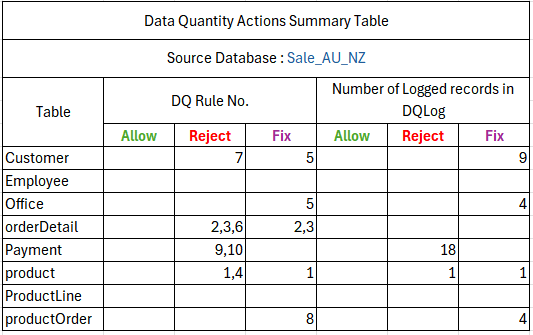 Data Quantity Actions Summary Table
Source Database : Sale_AU_NZ
Table DQ Rule No. Number of Logged records in DQLog
Allow Reject Fix Allow Reject Fix
Customer 7 5 9
Employee
Office 5 4
orderDetail 2,3,6 2,3
Payment 9,10 18
product 1,4 1 1 1
ProductLine
productOrder 8 4